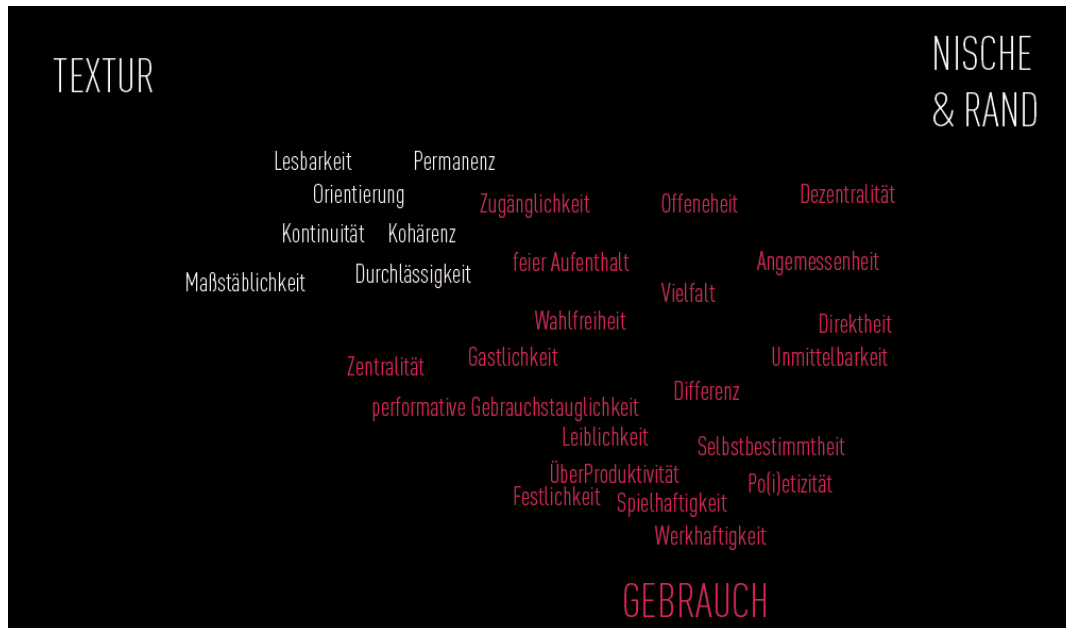 TEXTUR
NISCHE
& RAND
Lesbarkeit
Permanenz
Orientierung
Zugänglichkeit
Offeneheit
Dezentralität
Kontinuität
Kohärenz
feier Aufenthalt
Angemessenheit
Maßstäblichkeit
Durchlässigkeit
Vielfalt
Wahlfreiheit
Direktheit
Zentralität
Gastlichkeit
Unmittelbarkeit
Differenz
performative Gebrauchstauglichkeit
Leiblichkeit
Selbstbestimmtheit
ÜberProduktivität
Po(i)etizität
Festlichkeit
Spielhaftigkeit
Werkhaftigkeit
GEBRAUCH